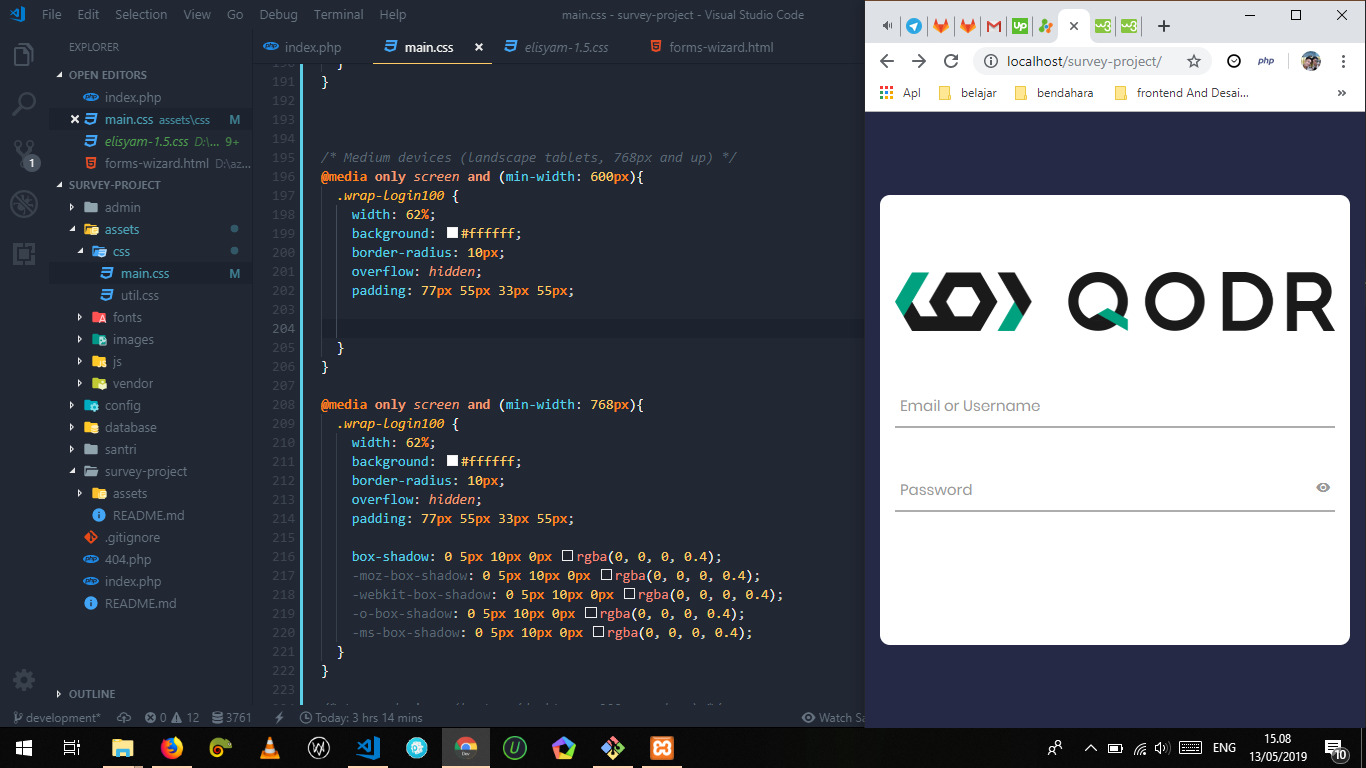 File Edit Selection View Go Debug Terminal Help
main.css - survey-project - Visual Studio Code
EXPLORER
OPEN EDITORS
index.php
main.css assets\css M
elisyam-1.5.css D:\... 9+
forms-wizard.html D:\az...
SURVEY-PROJECT
admin
assets
css
main.css M
util.css
fonts
images
js
vendor
config
database
santri
survey-project
assets
README.md
.gitignore
404.php
index.php
README.md
OUTLINE
1
index.php main.css elisyam-1.5.css forms-wizard.html
190 }
191 }
192
193
194
195 /* Medium devices (landscape tablets, 768px and up) */
196 @media only screen and (min-width: 600px){
197 .wrap-login100 {
198 width: 62%;
199 background: #ffffff;
200 border-radius: 10px;
201 overflow: hidden;
202 padding: 77px 55px 33px 55px;
203
204
205 }
206 }
207
208 @media only screen and (min-width: 768px){
209 .wrap-login100 {
210 width: 62%;
211 background: #ffffff;
212 border-radius: 10px;
213 overflow: hidden;
214 padding: 77px 55px 33px 55px;
215
216 box-shadow: 0 5px 10px 0px rgba(0, 0, 0, 0.4);
217 -moz-box-shadow: 0 5px 10px 0px rgba(0, 0, 0, 0.4);
218 -webkit-box-shadow: 0 5px 10px 0px rgba(0, 0, 0, 0.4);
219 -o-box-shadow: 0 5px 10px 0px rgba(0, 0, 0, 0.4);
220 -ms-box-shadow: 0 5px 10px 0px rgba(0, 0, 0, 0.4);
221 }
222 }
223
development* 0 12 3761 Today: 3 hrs 14 mins Watch Sa
Up w3 w3
localhost/survey-project/
php
Apl belajar bendahara frontend And Desai... »
QODR
Email or Username
Password
Dev
ENG
15.08
13/05/2019
10